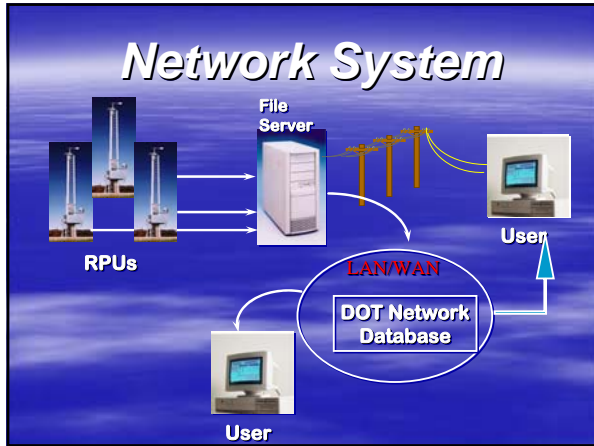 Network System
File
Server
User
RPUs
LAN/WAN
DOT Network
Database
User